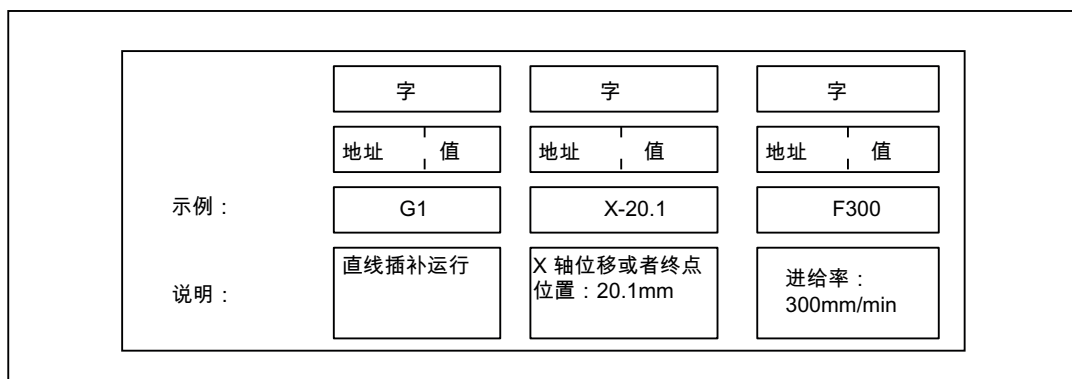 字 字 字
地址 值 地址 值 地址 值
示例： G1 X-20.1 F300
说明： 直线插补运行 X 轴位移或者终点
位置：20.1mm 进给率：
300mm/min